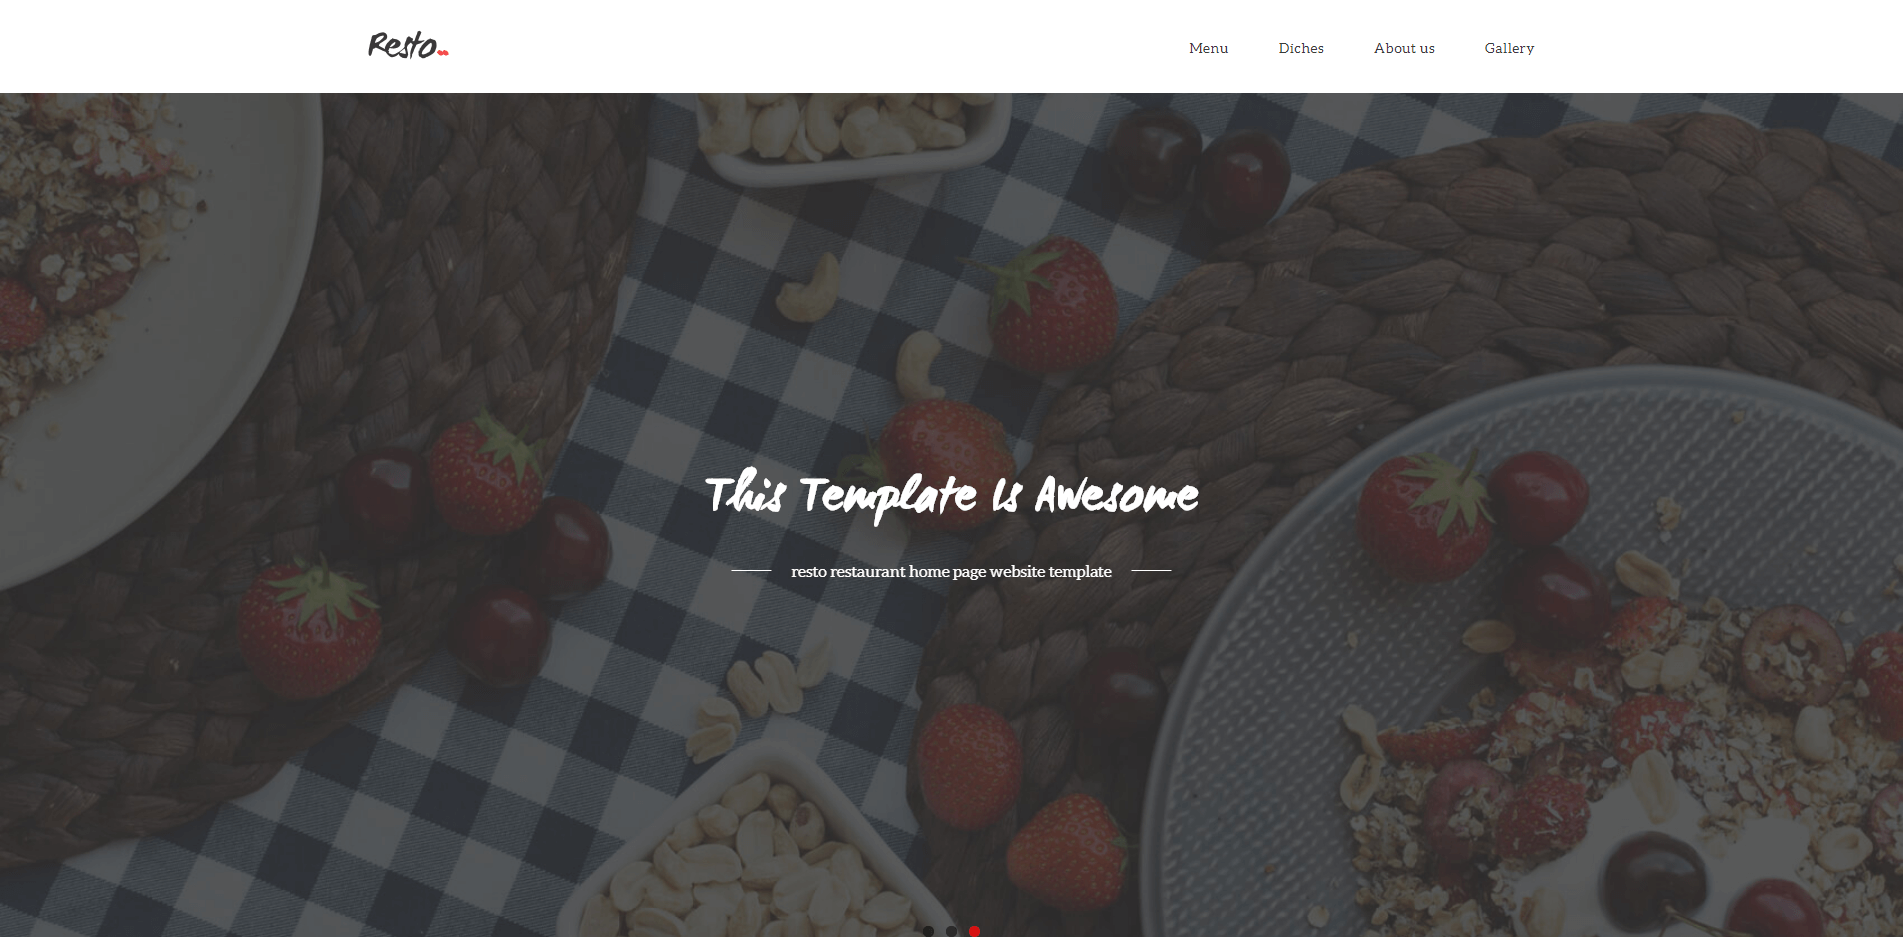 Resto
Menu Diches About us Gallery
This Template Is Awesome
resto restaurant home page website template